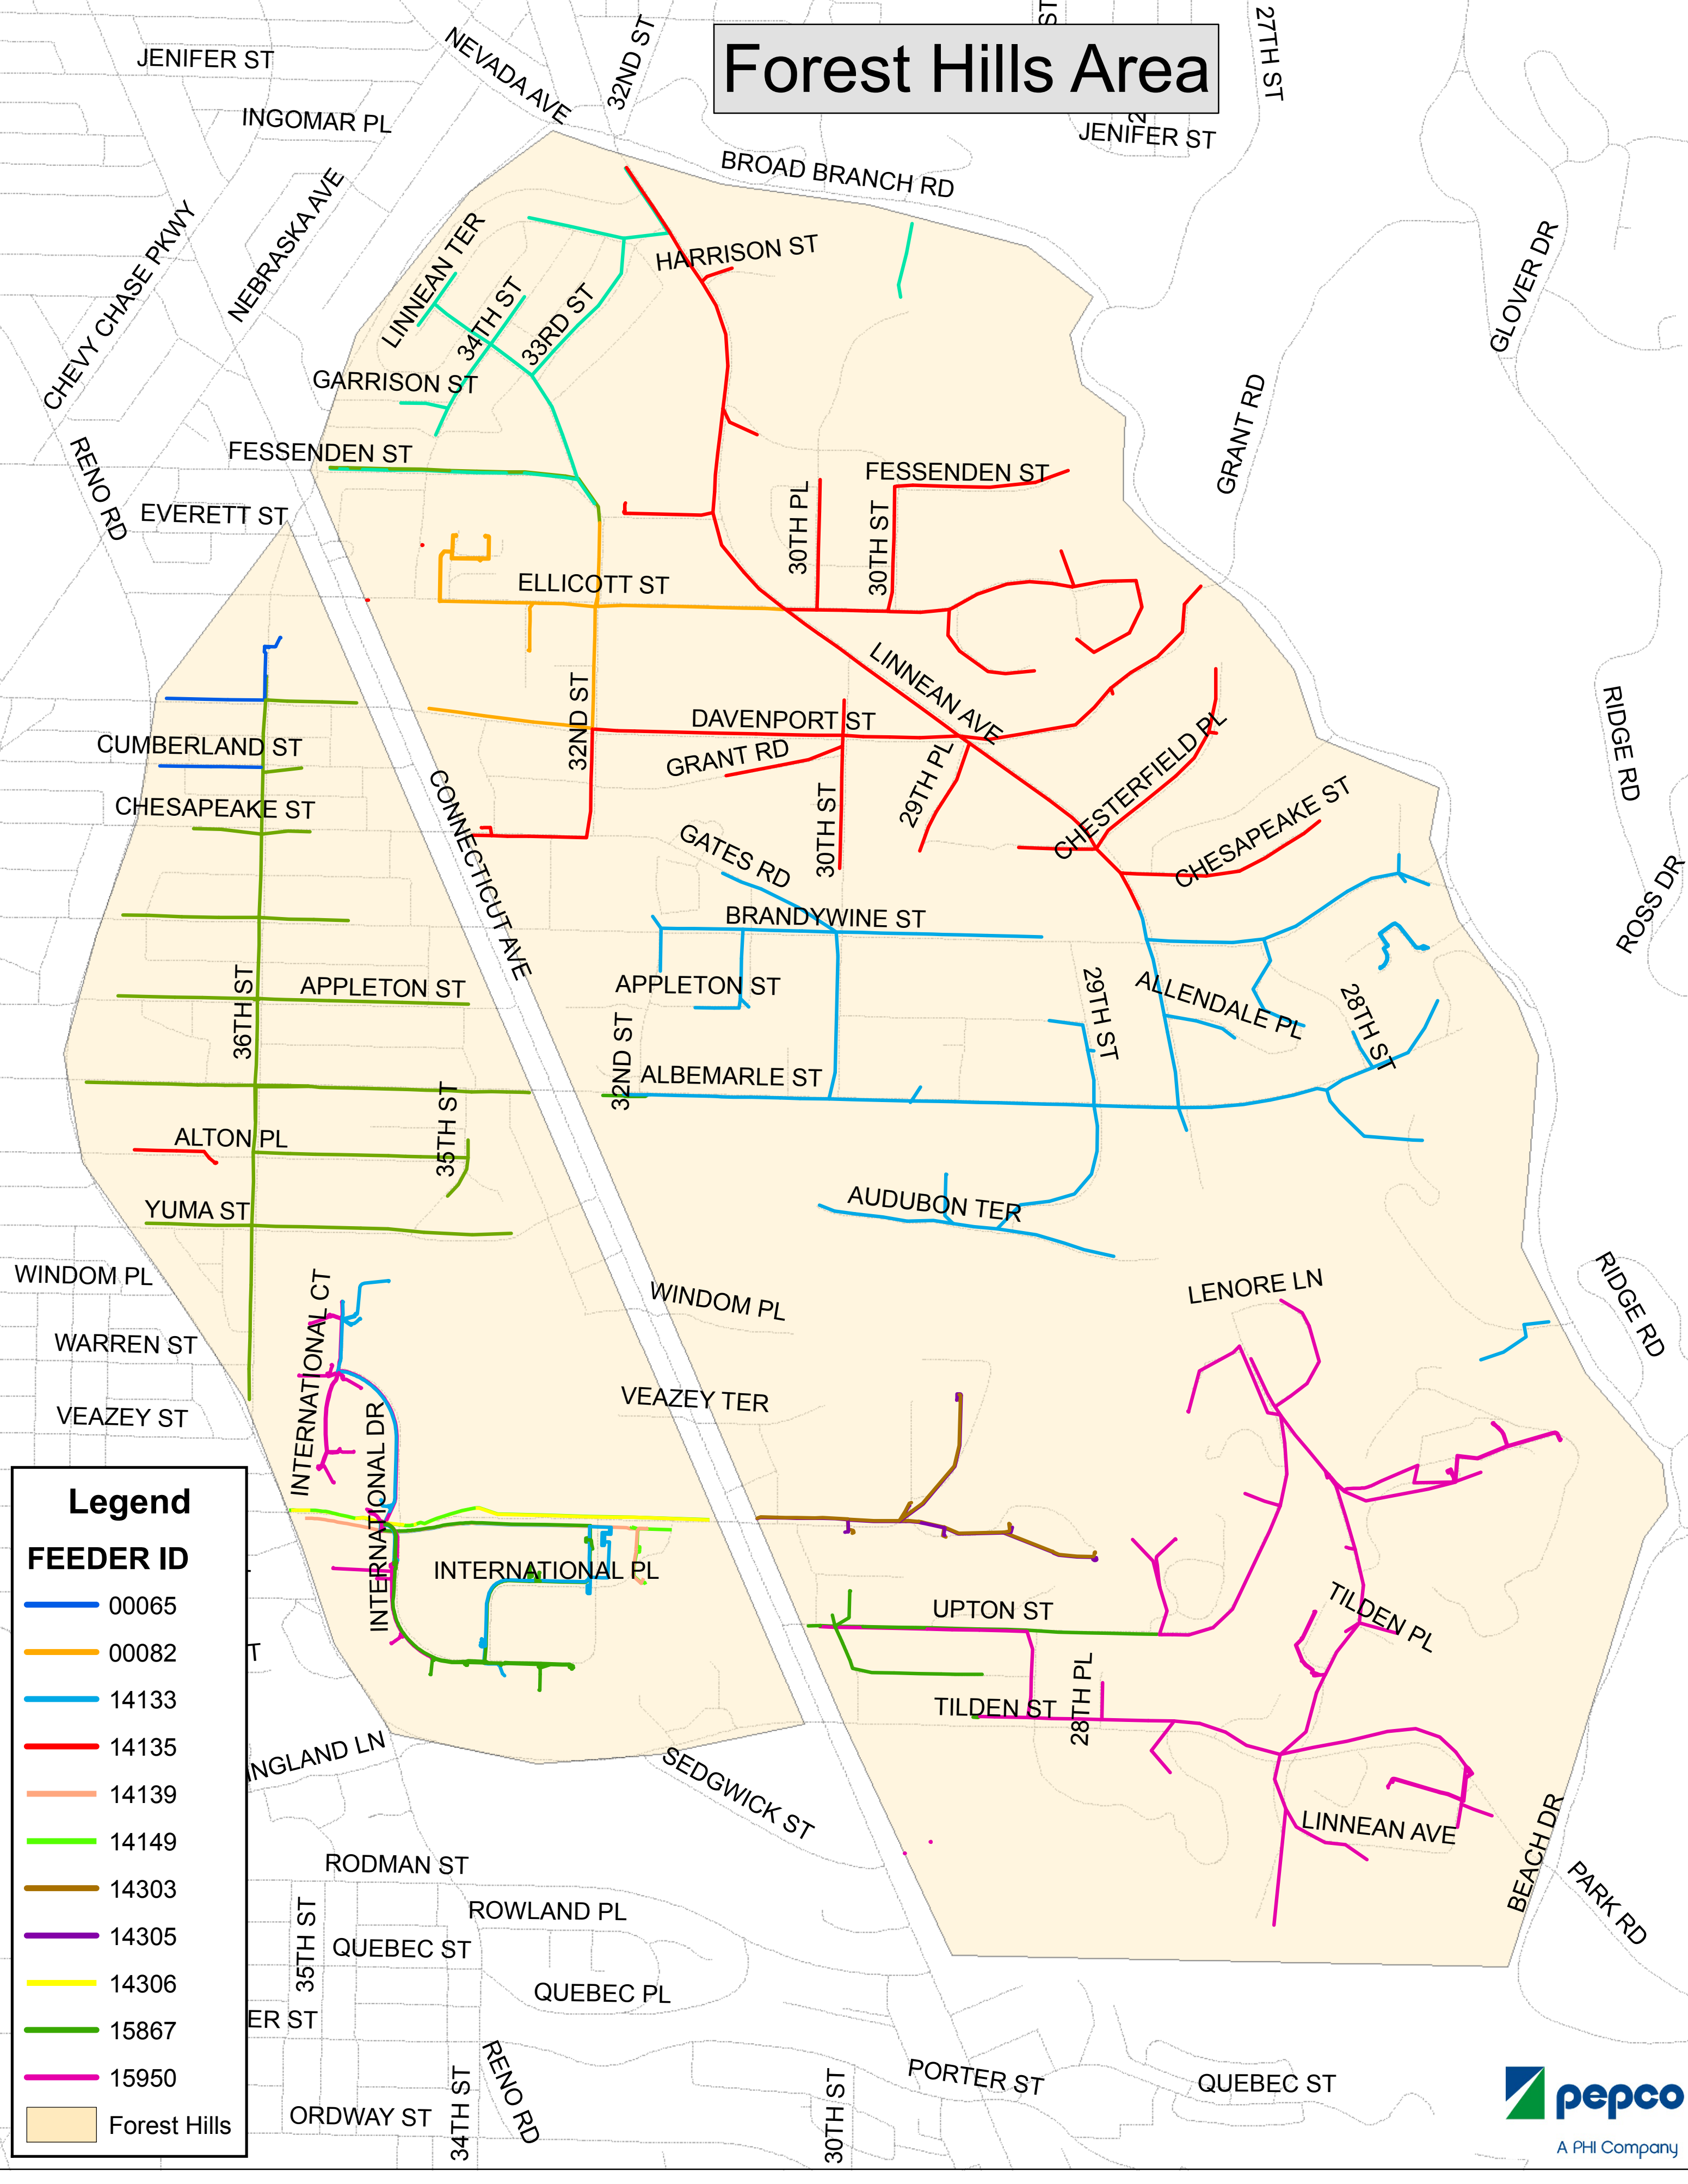 Forest Hills Area
JENIFER ST
NEVADA AVE
32ND ST
ST
27TH ST
INGOMAR PL
JENIFER ST
BROAD BRANCH RD
NEBRASKA AVE
CHEVY CHASE PKWY
LINNEAN TER
HARRISON ST
GLOVER DR
34TH ST
33RD ST
GARRISON ST
GRANT RD
FESSENDEN ST
FESSENDEN ST
RENO RD
EVERETT ST
30TH PL
30TH ST
ELLICOTT ST
LINNEAN AVE
32ND ST
DAVENPORT ST
RIDGE RD
CUMBERLAND ST
GRANT RD
29TH PL
CHESTERFIELD PL
CHESAPEAKE ST
CONNECTICUT AVE
30TH ST
CHESAPEAKE ST
GATES RD
ROSS DR
BRANDYWINE ST
36TH ST
APPLETON ST
APPLETON ST
29TH ST
ALLENDALE PL
28TH ST
32ND ST
ALBEMARLE ST
35TH ST
ALTON PL
YUMA ST
AUDUBON TER
WINDOM PL
INTERNATIONAL CT
WINDOM PL
LENORE LN
RIDGE RD
WARREN ST
VEAZEY TER
VEAZEY ST
INTERNATIONAL DR
INTERNATIONAL PL
UPTON ST
TILDEN PL
TILDEN ST
28TH PL
INGLAND LN
SEDGWICK ST
LINNEAN AVE
BEACH DR
PARK RD
RODMAN ST
ROWLAND PL
35TH ST
QUEBEC ST
QUEBEC PL
ER ST
RENO RD
34TH ST
ORDWAY ST
30TH ST
PORTER ST
QUEBEC ST
Legend
FEEDER ID
00065
00082
14133
14135
14139
14149
14303
14305
14306
15867
15950
Forest Hills
pepco
A PHI Company